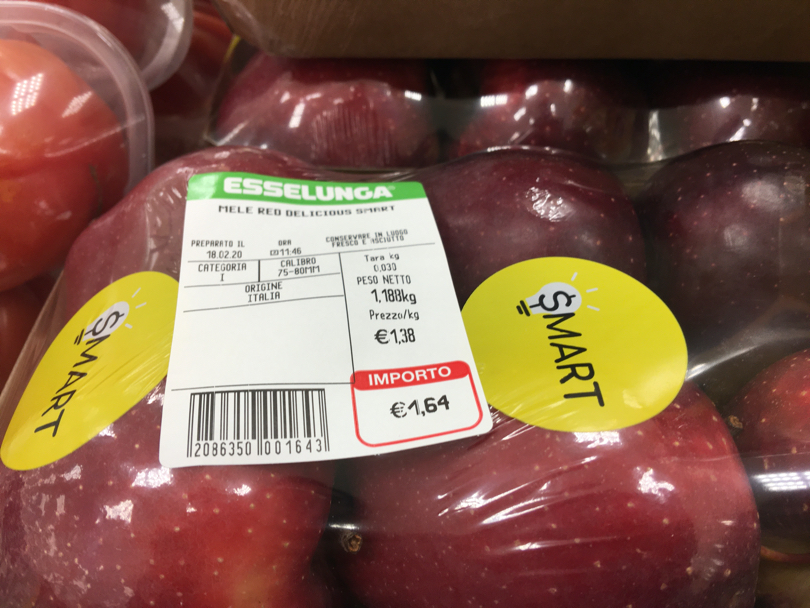 ESSELUNGA
MELE RED DELICIOUS SMART
PREPARATO IL
18.02.20
ORA
11:46
CONSERVARE IN LUOGO
FRESCO E ASCIUTTO
CATEGORIA
I
CALIBRO
75-80MM
ORIGINE
ITALIA
Tara kg
0,030
PESO NETTO
1,188kg
Prezzo/kg
€1,38
IMPORTO
€1,64
2086350 001643
SMART
SMART